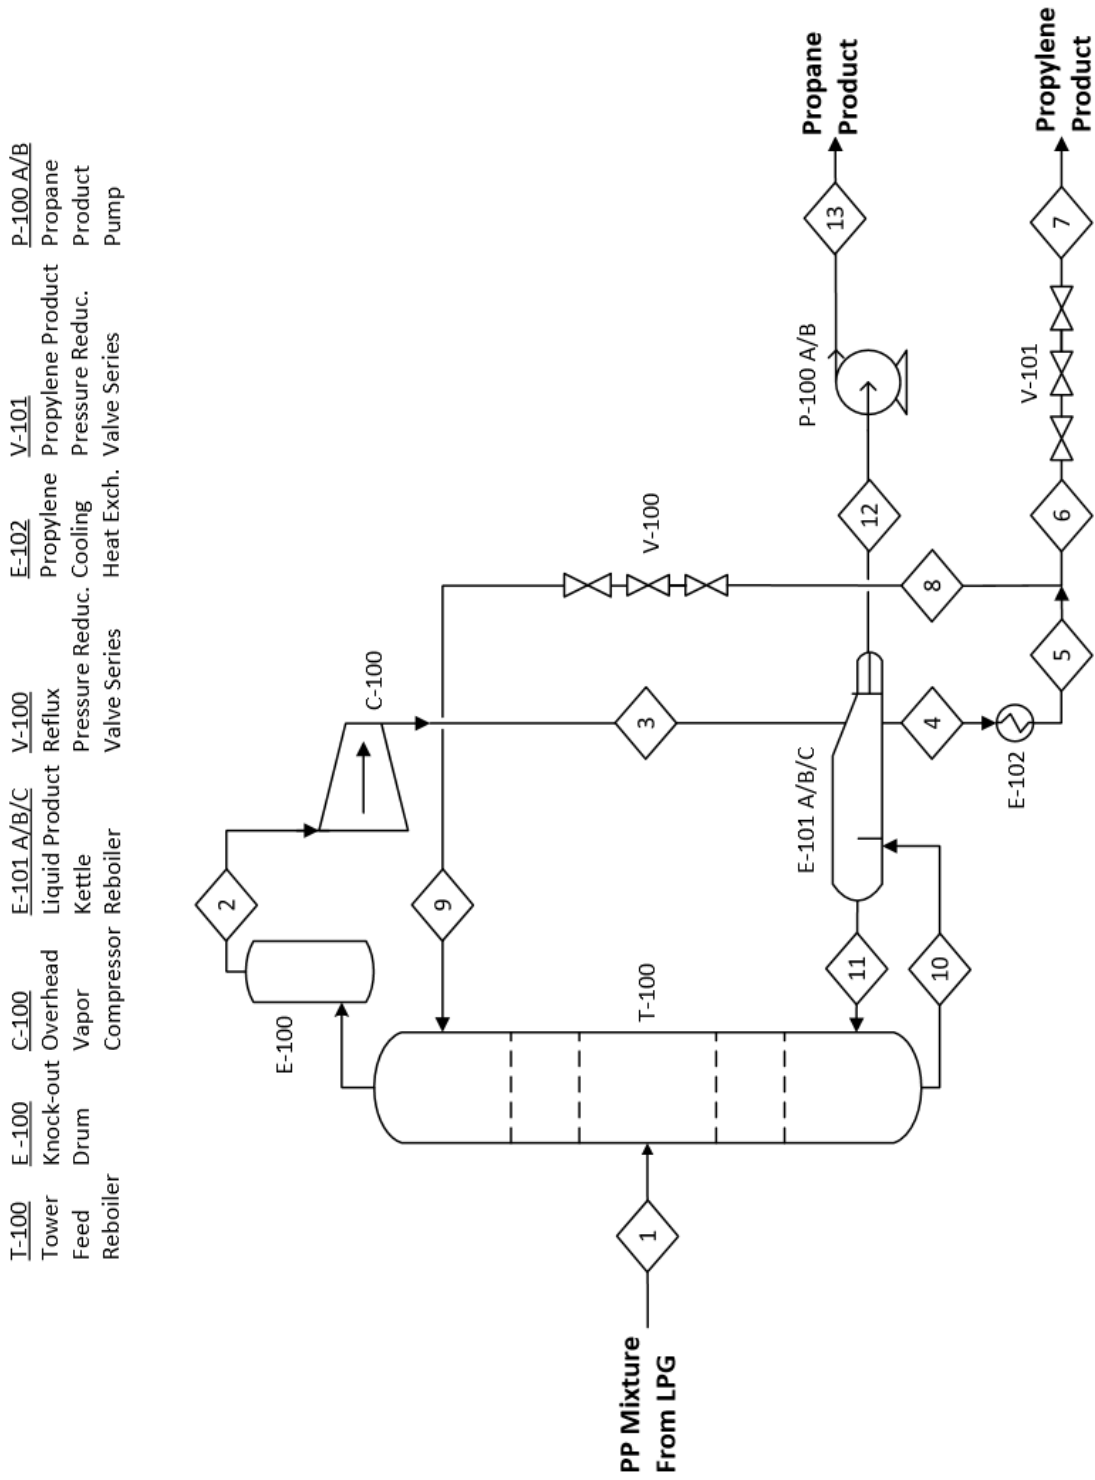 T-100
Tower
Feed
Reboiler
E -100
Knock-out
Drum
C-100
Overhead
Vapor
Compressor
E-101 A/B/C
Liquid Product
Kettle
Reboiler
V-100
Reflux
Pressure Reduc.
Valve Series
E-102
Propylene
Cooling
Heat Exch.
V-101
Propylene Product
Pressure Reduc.
Valve Series
P-100 A/B
Propane
Product
Pump
2
E-100
C-100
9
PP Mixture
From LPG
1
T-100
3
V-100
E-101 A/B/C
P-100 A/B
Propane
Product
13
11
12
10
4
8
E-102
V-101
5
6
7
Propylene
Product